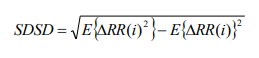 SDSD = √E{ΔRR(i)²} − E{ΔRR(i)}²